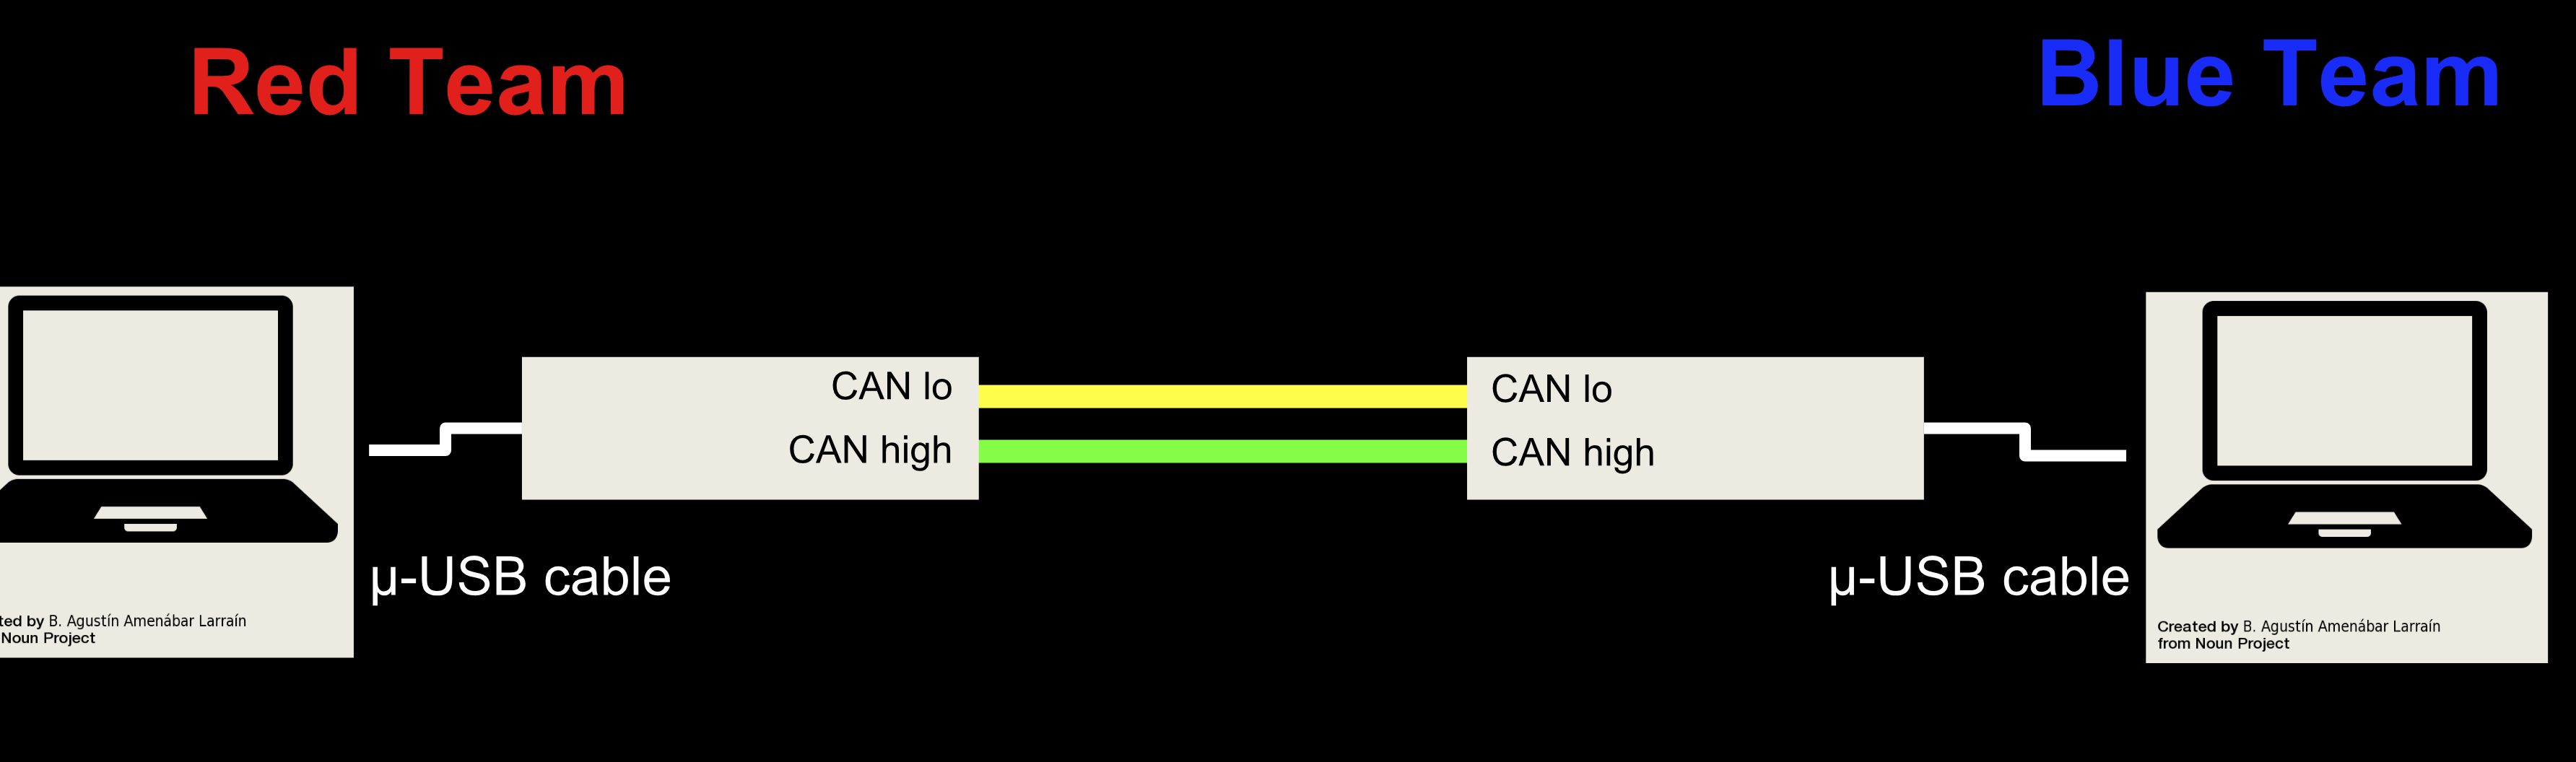 Red Team
Blue Team
CAN lo
CAN high
CAN lo
CAN high
µ-USB cable
µ-USB cable
ted by B. Agustín Amenábar Larraín
Noun Project
Created by B. Agustín Amenábar Larraín
from Noun Project